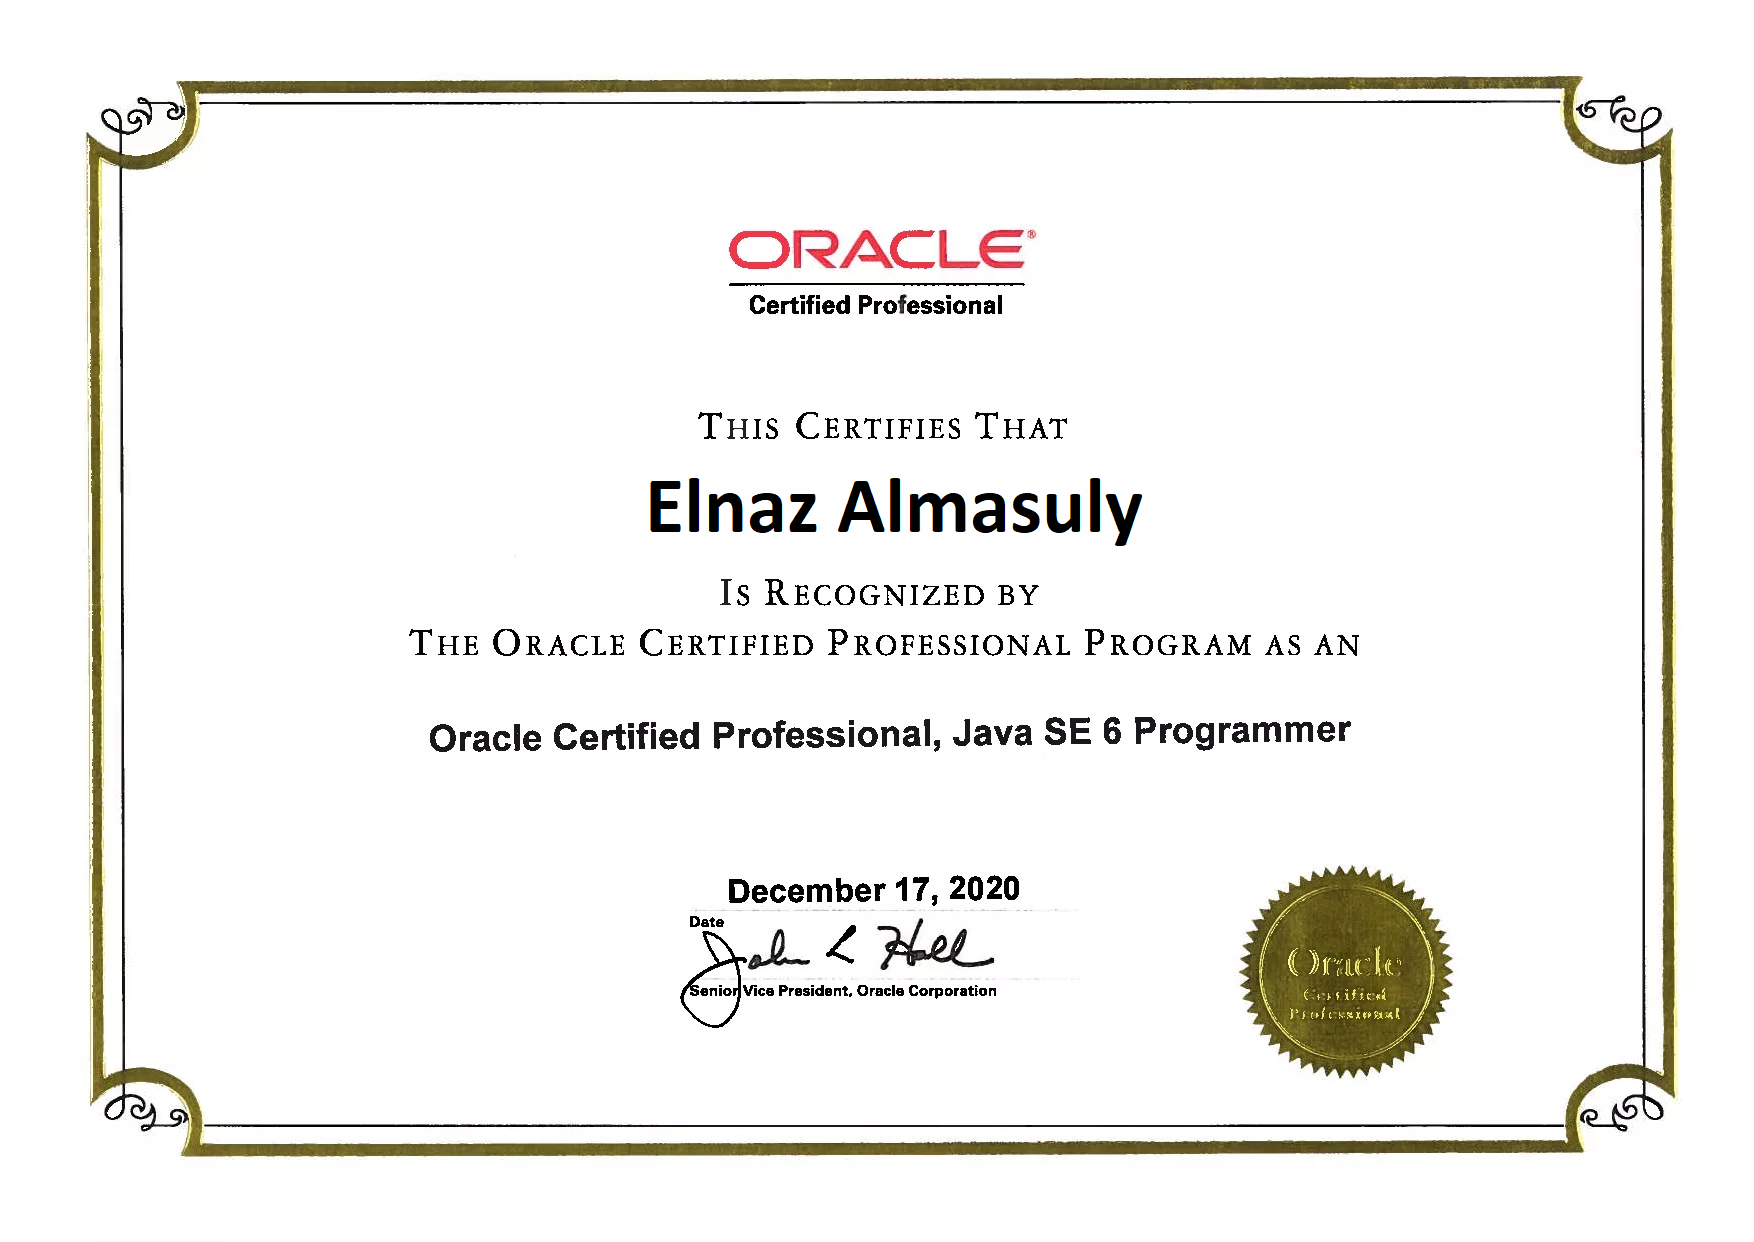 ORACLE®
Certified Professional
THIS CERTIFIES THAT
Elnaz Almasuly
IS RECOGNIZED BY
THE ORACLE CERTIFIED PROFESSIONAL PROGRAM AS AN
Oracle Certified Professional, Java SE 6 Programmer
December 17, 2020
Date
John L Hall
Senior Vice President, Oracle Corporation
Oracle
Certified
Professional